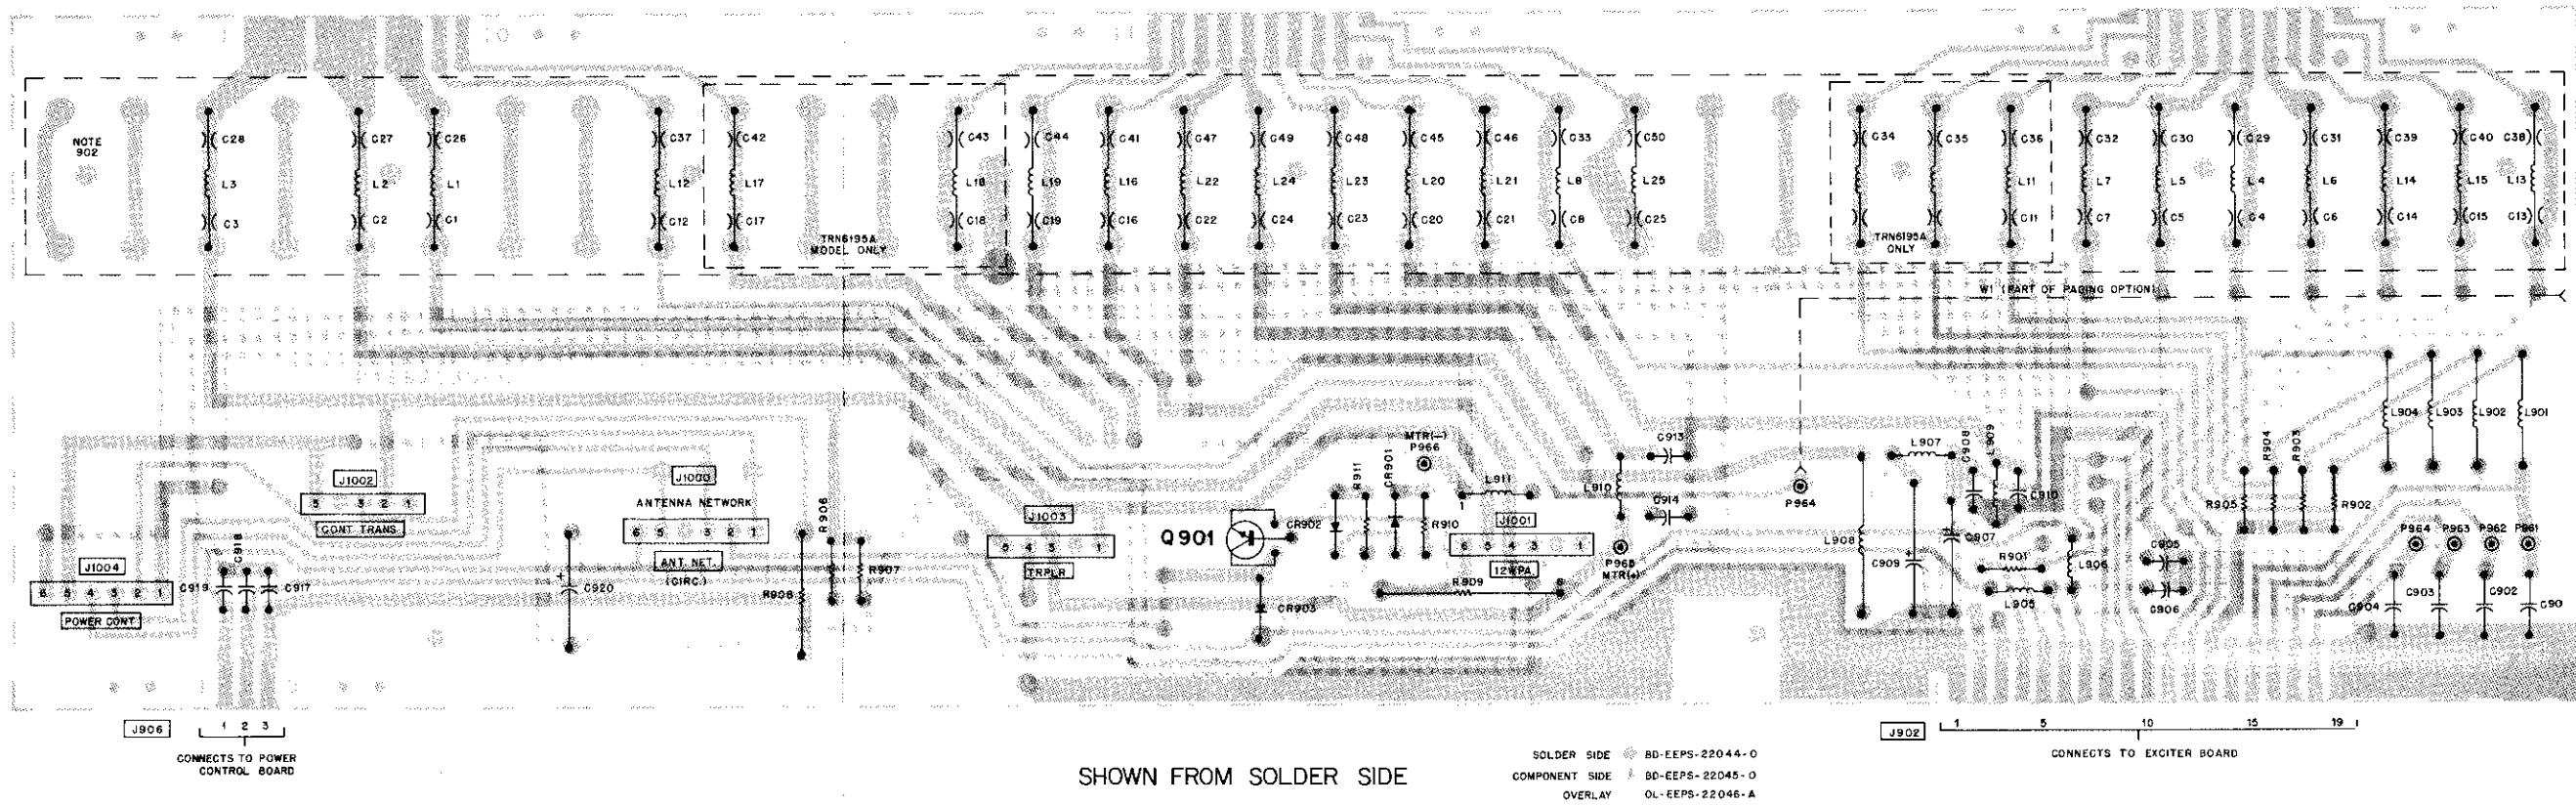 NOTE
902
C28 C27 C26 C37 C42 C43 C44 C41 C47 C49 C48 C45 C46 C33 C50 C34 C35 C36 C32 C30 C29 C31 C39 C40 C38
L3 L2 L1 L12 L17 L18 L19 L16 L22 L24 L23 L20 L21 L8 L25 L11 L7 L5 L4 L6 L14 L15 L13
C3 C2 C1 C12 C17 C18 C19 C16 C22 C24 C23 C20 C21 C8 C25 C11 C7 C5 C4 C6 C14 C15 C13
TRN6195A
MODEL ONLY
TRN6195A
ONLY
W1 (PART OF PAGING OPTION)
L904 L903 L902 L901
J1002
5 3 2 1
CONT TRANS.
J1000
ANTENNA NETWORK
6 5 3 2 1
ANT. NET.
(CIRC.)
J1004
6 5 4 3 2 1
POWER CONT
C919 C918 C917
C920
R908 R906 R907
J1003
5 4 3 1
TRPLR
Q901
CR902 R911 CR901
MTR(-)
P966
R910
L911
1
J1001
6 5 4 3 1
12WPA
R909
CR903
C913
L910
C914
P965
MTR(+)
P964
L907
C908 L909
C910
L908
C909
C907
R901
L906
L905
C905
C906
R905 R904 R903 R902
P964 P963 P962 P961
C904 C903 C902 C90
J906
1 2 3
CONNECTS TO POWER
CONTROL BOARD
J902
1 5 10 15 19
CONNECTS TO EXCITER BOARD
SHOWN FROM SOLDER SIDE
SOLDER SIDE BD-EEPS-22044-O
COMPONENT SIDE BD-EEPS-22045-O
OVERLAY OL-EEPS-22046-A